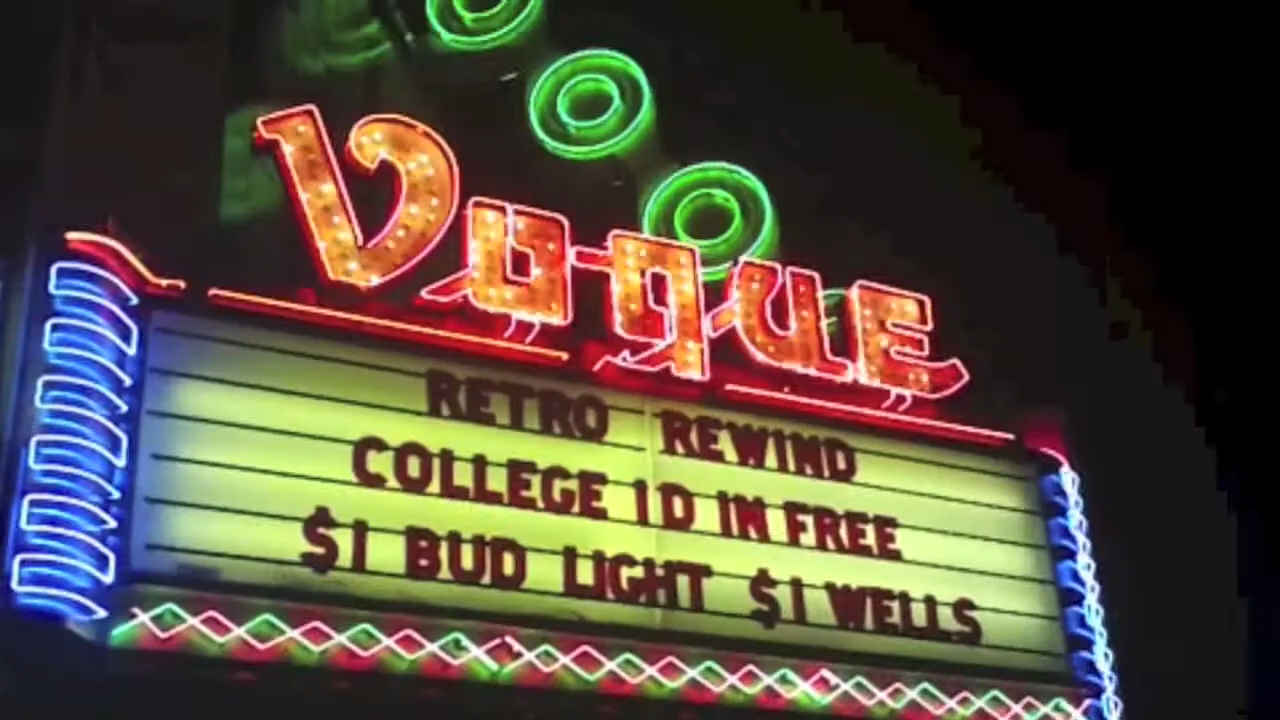 Vogue
RETRO REWIND
COLLEGE ID IN FREE
$1 BUD LIGHT $1 WELLS